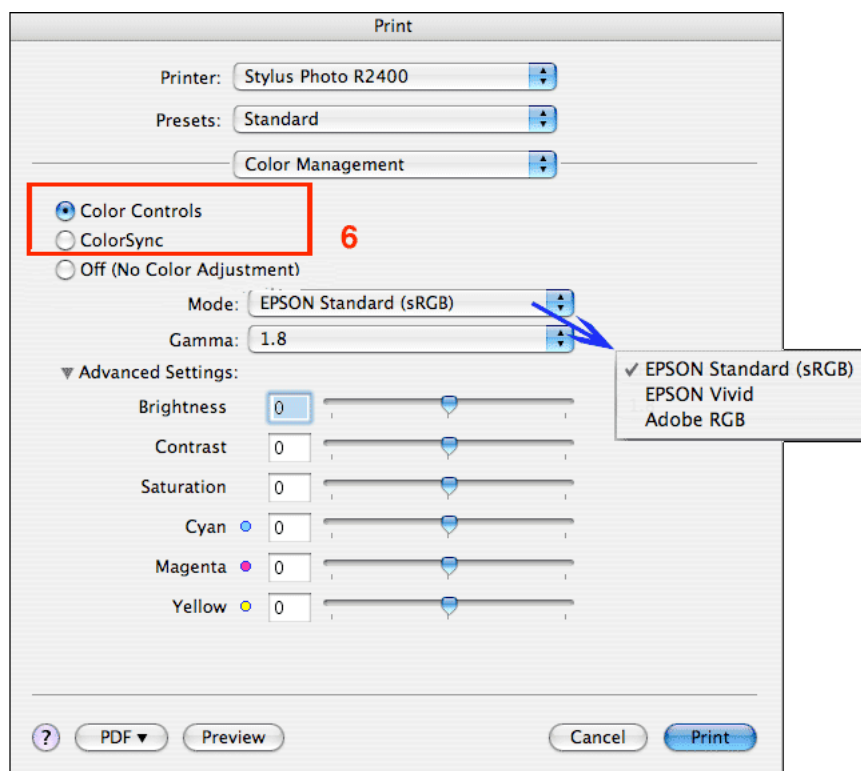 Print
Printer: Stylus Photo R2400
Presets: Standard
Color Management
Color Controls
ColorSync
6
Off (No Color Adjustment)
Mode: EPSON Standard (sRGB)
Gamma: 1.8
✓ EPSON Standard (sRGB)
EPSON Vivid
Adobe RGB
Advanced Settings:
Brightness 0
Contrast 0
Saturation 0
Cyan 0
Magenta 0
Yellow 0
? PDF ▼ Preview Cancel Print